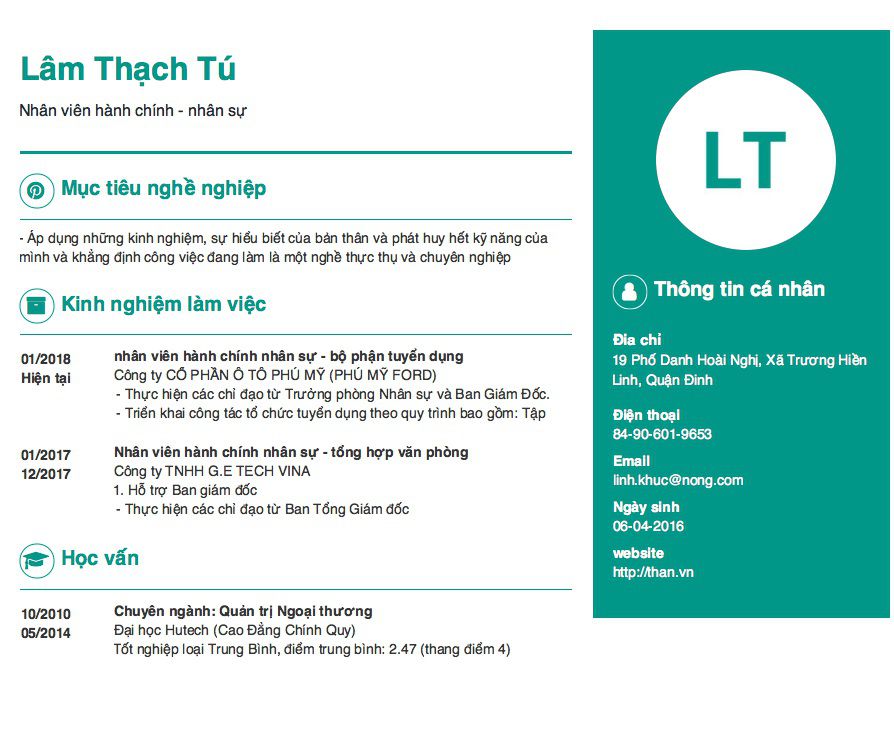 Lâm Thạch Tú
Nhân viên hành chính - nhân sự
Mục tiêu nghề nghiệp
- Áp dụng những kinh nghiệm, sự hiểu biết của bản thân và phát huy hết kỹ năng của
mình và khẳng định công việc đang làm là một nghề thực thụ và chuyên nghiệp
Kinh nghiệm làm việc
01/2018
Hiện tại
nhân viên hành chính nhân sự - bộ phận tuyển dụng
Công ty CỔ PHẦN Ô TÔ PHÚ MỸ (PHÚ MỸ FORD)
- Thực hiện các chỉ đạo từ Trưởng phòng Nhân sự và Ban Giám Đốc.
- Triển khai công tác tổ chức tuyển dụng theo quy trình bao gồm: Tập
01/2017
12/2017
Nhân viên hành chính nhân sự - tổng hợp văn phòng
Công ty TNHH G.E TECH VINA
1. Hỗ trợ Ban giám đốc
- Thực hiện các chỉ đạo từ Ban Tổng Giám đốc
Học vấn
10/2010
05/2014
Chuyên ngành: Quản trị Ngoại thương
Đại học Hutech (Cao Đẳng Chính Quy)
Tốt nghiệp loại Trung Bình, điểm trung bình: 2.47 (thang điểm 4)
LT
Thông tin cá nhân
Địa chỉ
19 Phố Danh Hoài Nghị, Xã Trương Hiền
Linh, Quận Đinh
Điện thoại
84-90-601-9653
Email
linh.khuc@nong.com
Ngày sinh
06-04-2016
website
http://than.vn